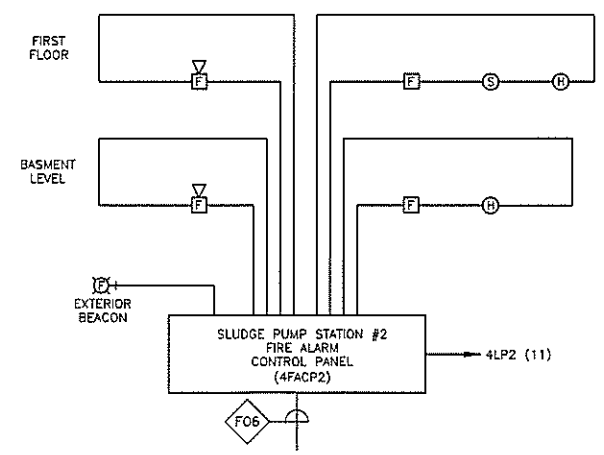 FIRST
FLOOR
F
F
S
H
BASMENT
LEVEL
F
F
H
F
EXTERIOR
BEACON
SLUDGE PUMP STATION #2
FIRE ALARM
CONTROL PANEL
(4FACP2)
4LP2 (11)
F06